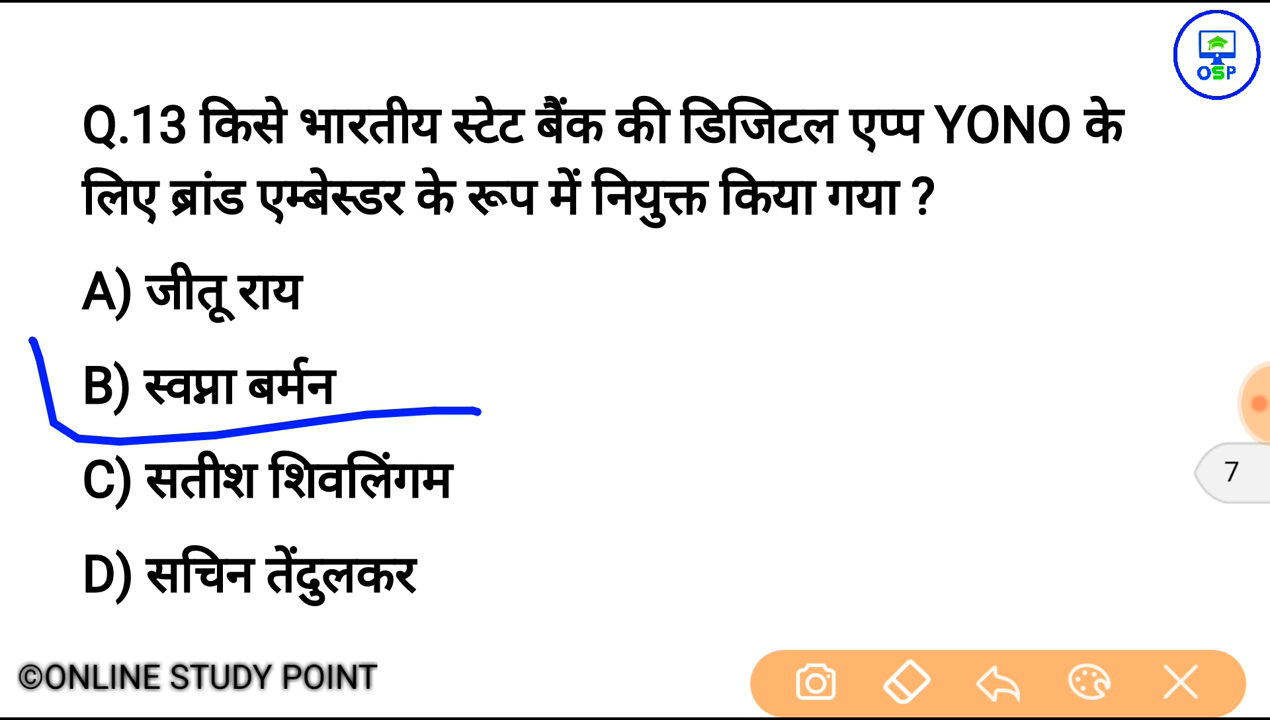 OSP
Q.13 किसे भारतीय स्टेट बैंक की डिजिटल एप्प YONO के
लिए ब्रांड एम्बेस्डर के रूप में नियुक्त किया गया ?
A) जीतू राय
B) स्वप्ना बर्मन
C) सतीश शिवलिंगम
7
D) सचिन तेंदुलकर
©ONLINE STUDY POINT